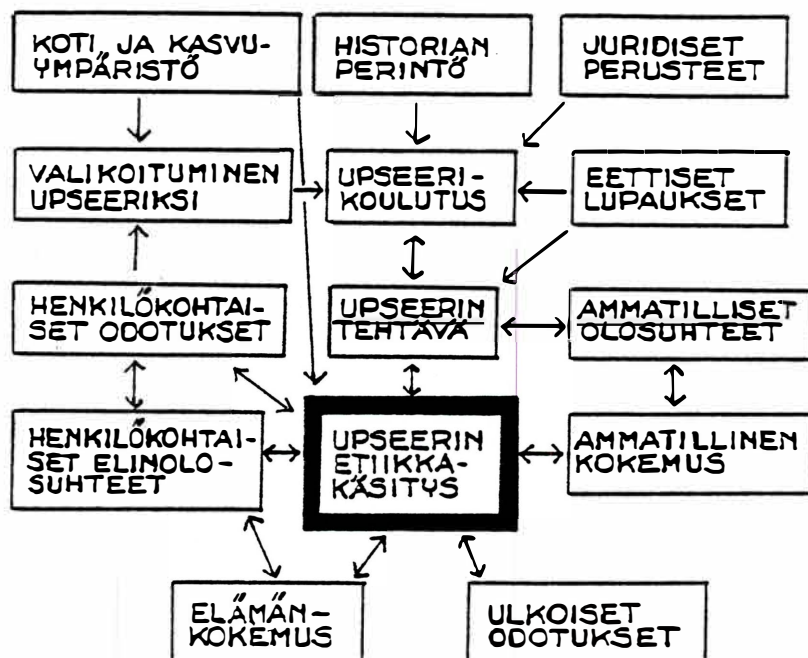 KOTI, JA KASVU-
YMPÄRISTÖ
HISTORIAN
PERINTÖ
JURIDISET
PERUSTEET
VALIKOITUMINEN
UPSEERIKSI
UPSEERI-
KOULUTUS
EETTISET
LUPAUKSET
HENKILÖKOHTAI-
SET ODOTUKSET
UPSEERIN
TEHTÄVÄ
AMMATILLISET
OLOSUHTEET
HENKILÖKOHTAI-
SET ELINOLO-
SUHTEET
UPSEERIN
ETIIKKA-
KÄSITYS
AMMATILLINEN
KOKEMUS
ELÄMÄN-
KOKEMUS
ULKOISET
ODOTUKSET